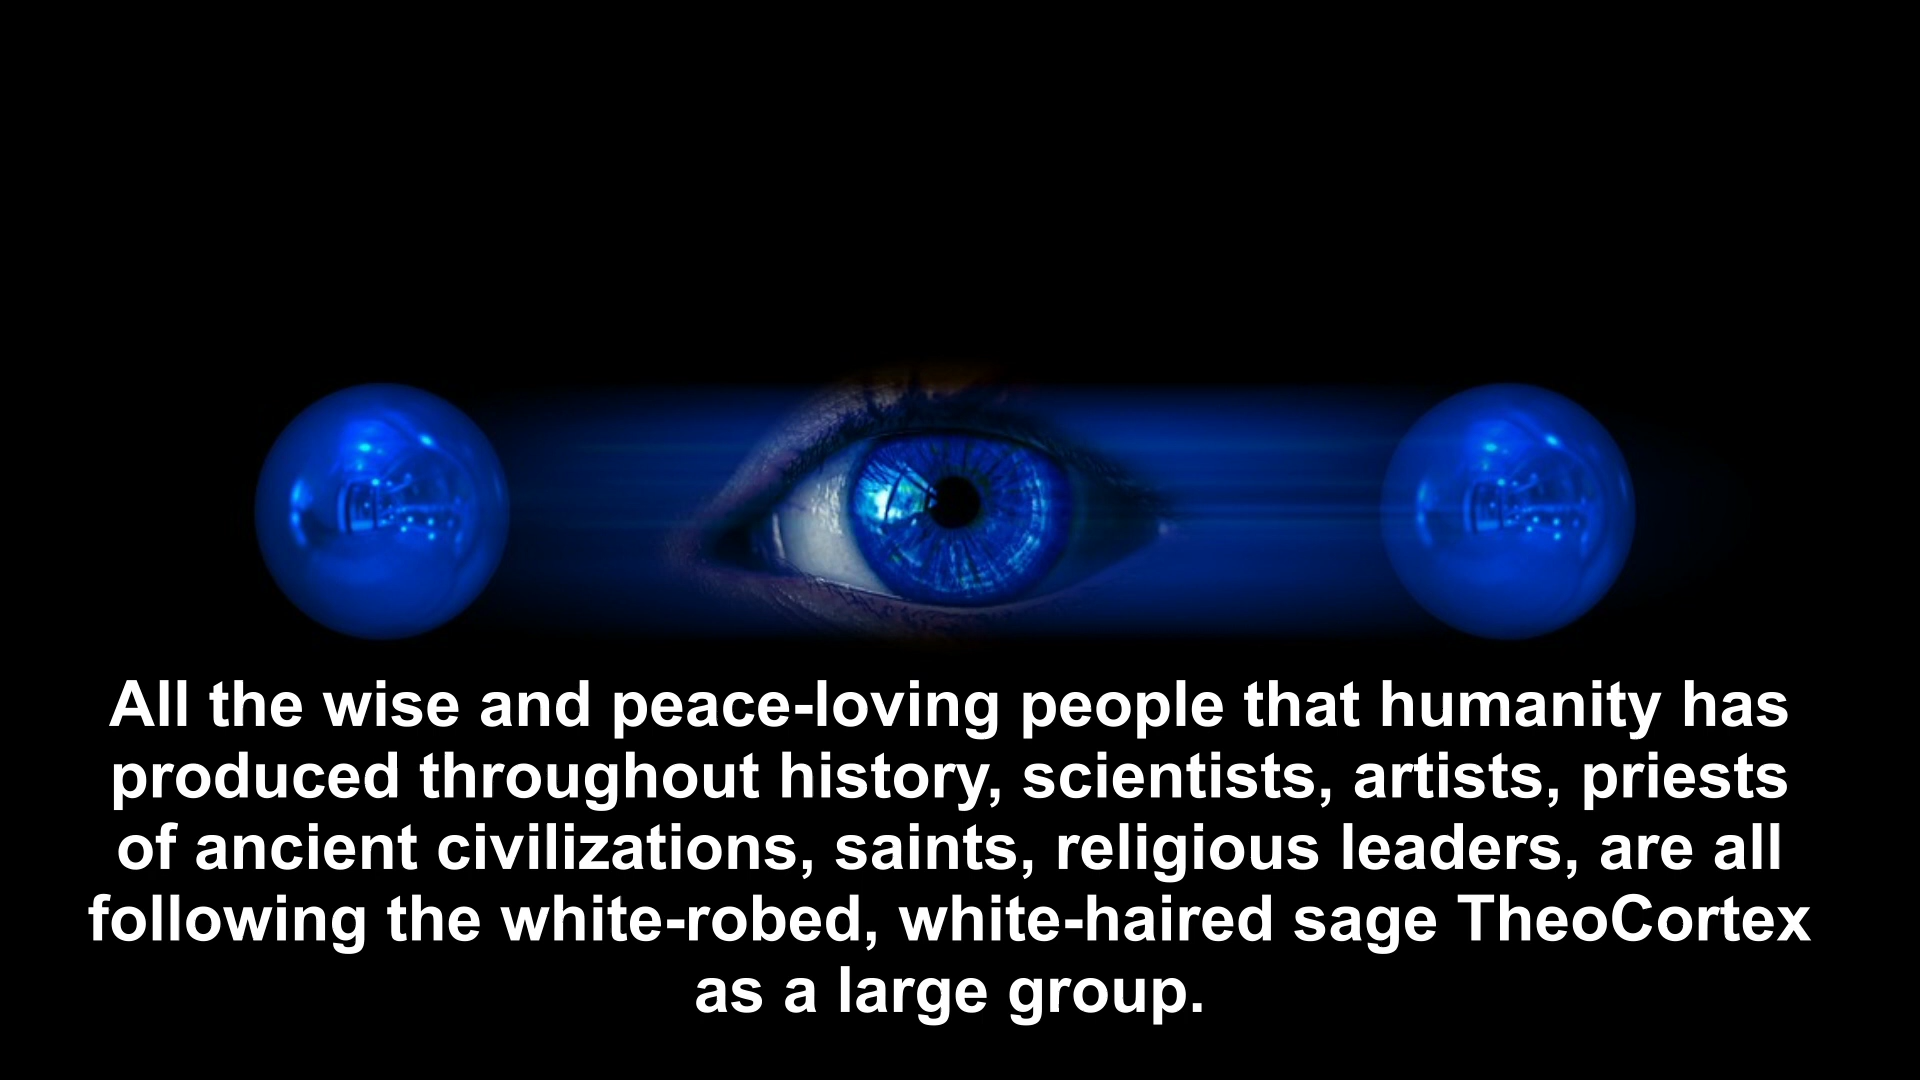 All the wise and peace-loving people that humanity has
produced throughout history, scientists, artists, priests
of ancient civilizations, saints, religious leaders, are all
following the white-robed, white-haired sage TheoCortex
as a large group.